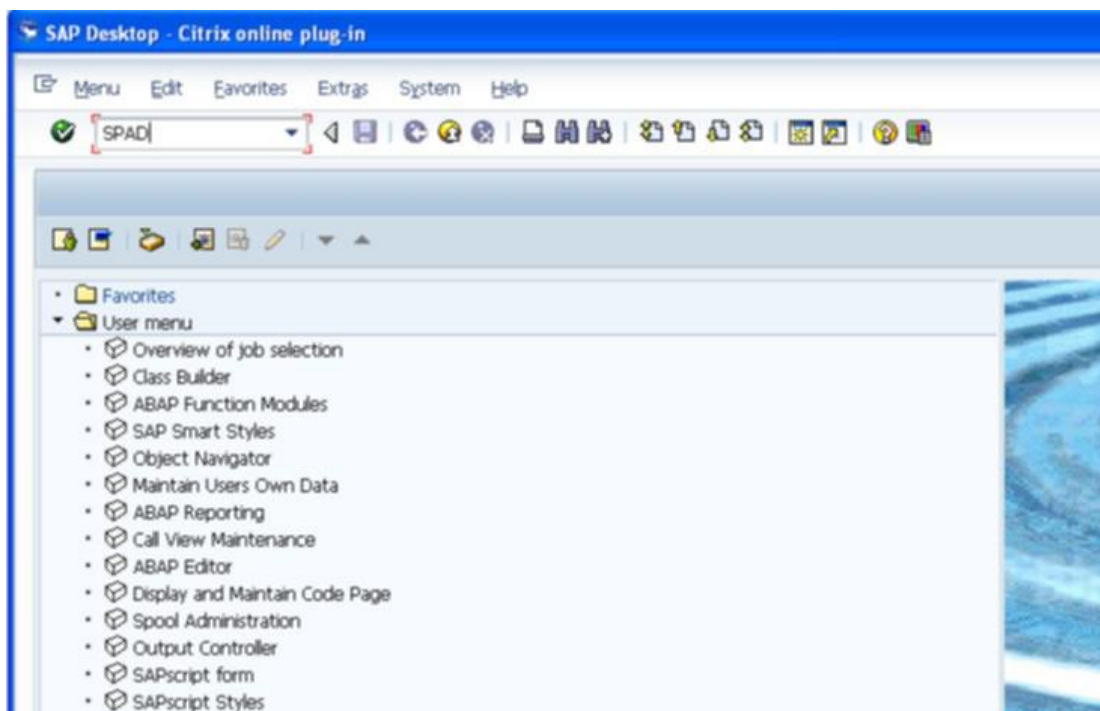 SAP Desktop - Citrix online plug-in
Menu Edit Favorites Extras System Help
SPAD
Favorites
User menu
Overview of job selection
Class Builder
ABAP Function Modules
SAP Smart Styles
Object Navigator
Maintain Users Own Data
ABAP Reporting
Call View Maintenance
ABAP Editor
Display and Maintain Code Page
Spool Administration
Output Controller
SAPscript form
SAPscript Styles